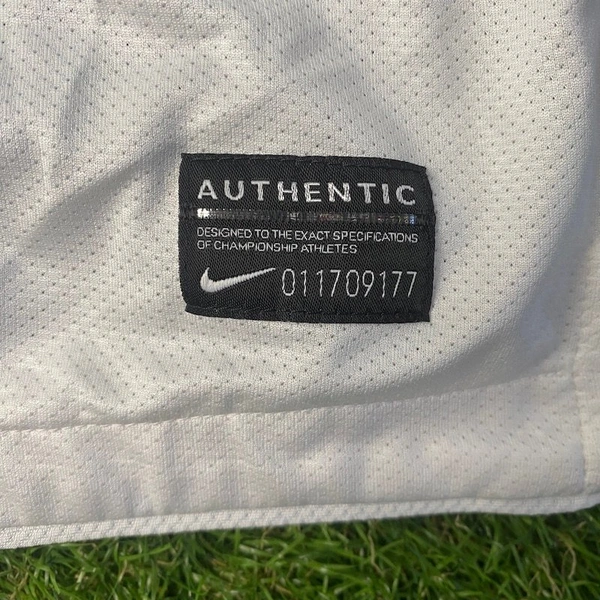 AUTHENTIC
DESIGNED TO THE EXACT SPECIFICATIONS
OF CHAMPIONSHIP ATHLETES
011709177